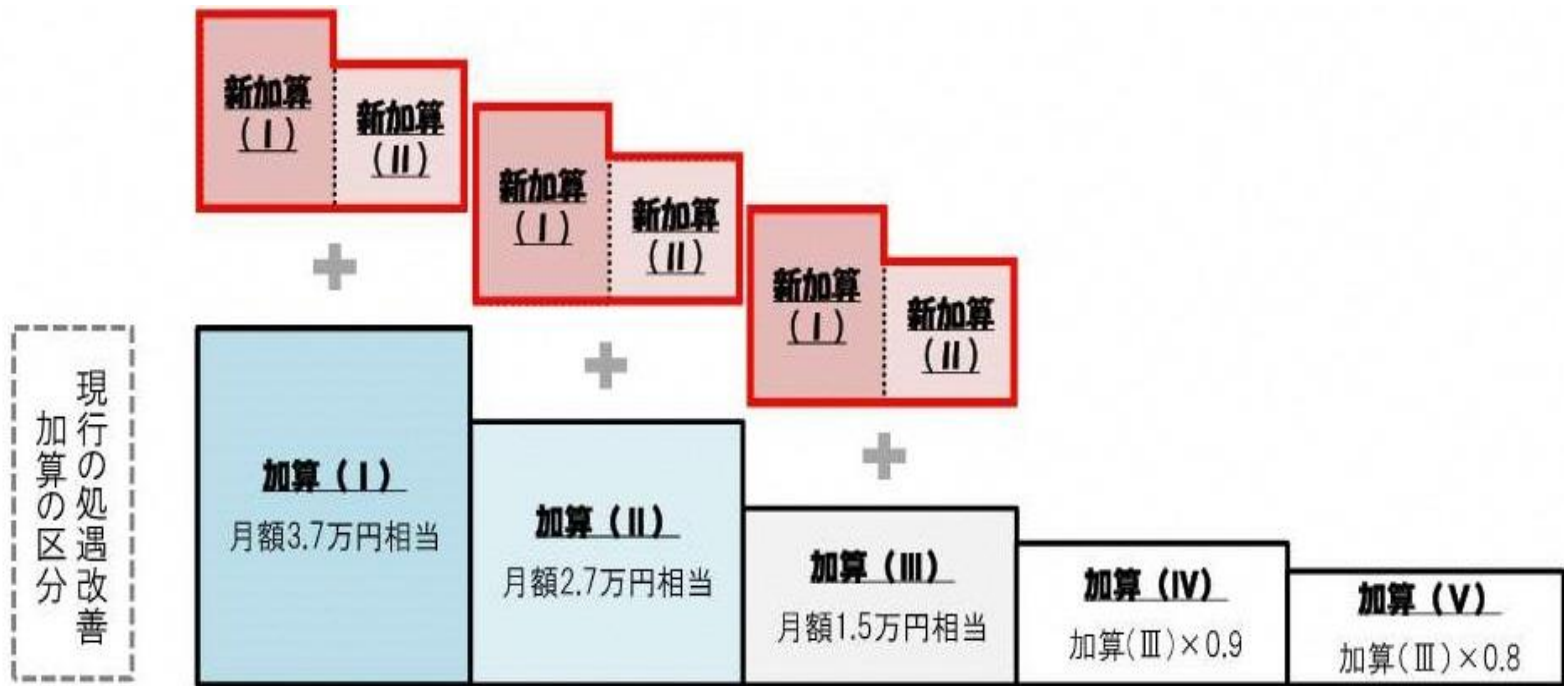 新加算
(Ⅰ)
新加算
(Ⅱ)
新加算
(Ⅰ)
新加算
(Ⅱ)
新加算
(Ⅰ)
新加算
(Ⅱ)
現行の処遇改善
加算の区分
加算（Ⅰ）
月額3.7万円相当
加算（Ⅱ）
月額2.7万円相当
加算（Ⅲ）
月額1.5万円相当
加算（Ⅳ）
加算(Ⅲ)×0.9
加算（Ⅴ）
加算(Ⅲ)×0.8